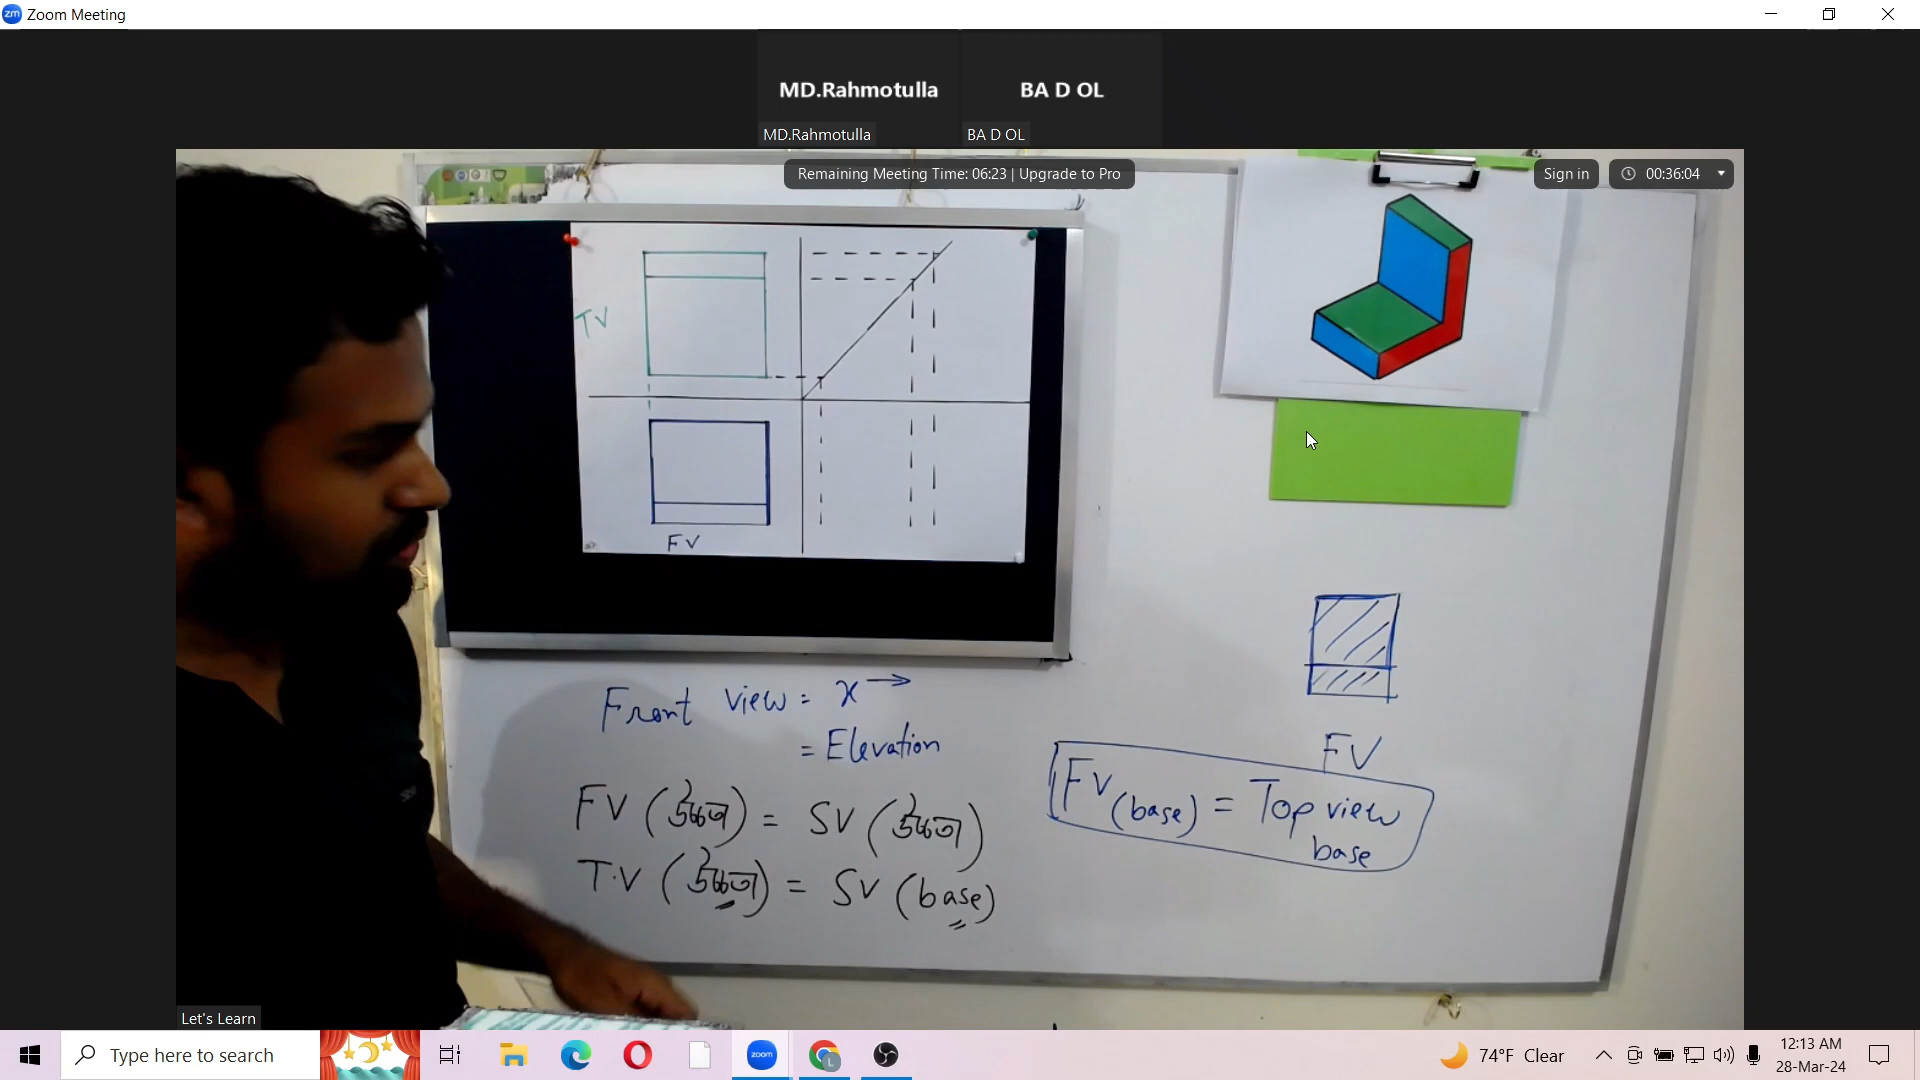 Zoom Meeting
MD.Rahmotulla
BA D OL
MD.Rahmotulla
BA D OL
Remaining Meeting Time: 06:23 | Upgrade to Pro
Sign in
00:36:04
TV
FV
Front view = x →
= Elevation
FV (উচ্চতা) = SV (উচ্চতা)
T.V (উচ্চতা) = SV (base)
FV
FV (base) = Top view
base
Let's Learn
Type here to search
zoom
74°F Clear
12:13 AM
28-Mar-24